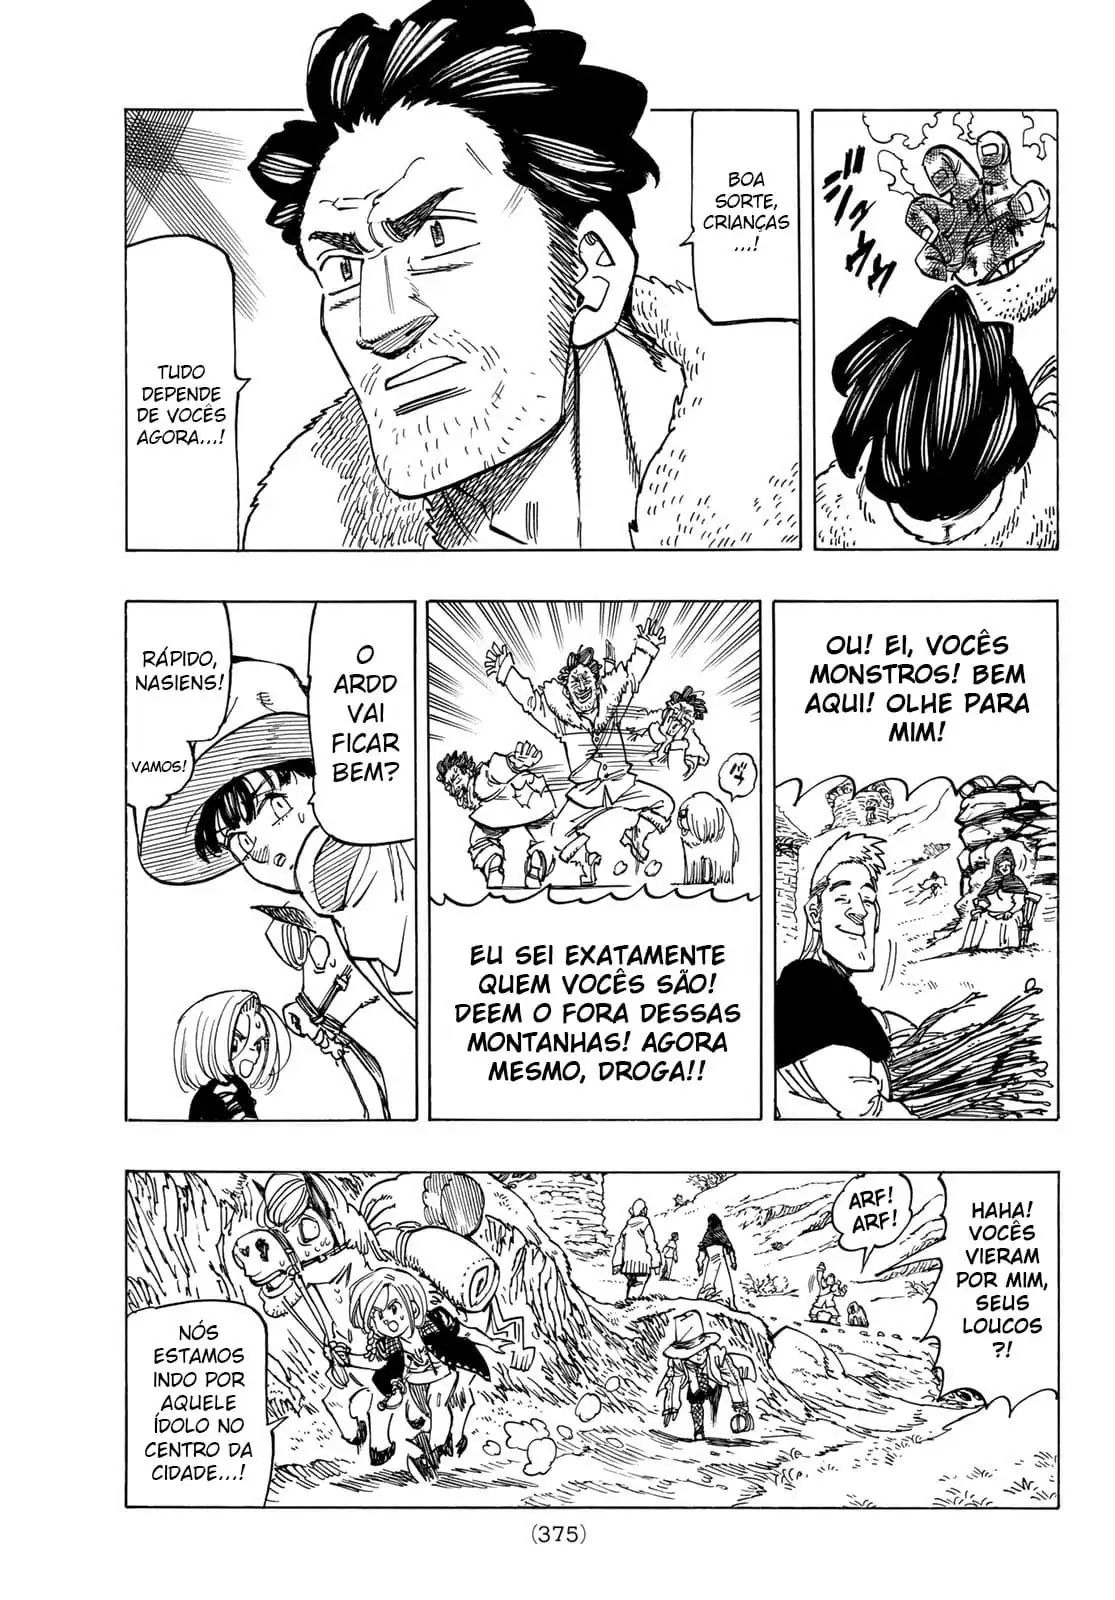 BOA
SORTE,
CRIANÇAS
...!
TUDO
DEPENDE
DE VOCÊS
AGORA...!
OU! EI, VOCÊS
MONSTROS! BEM
AQUI! OLHE PARA
MIM!
EU SEI EXATAMENTE
QUEM VOCÊS SÃO!
DEEM O FORA DESSAS
MONTANHAS! AGORA
MESMO, DROGA!!
O
ARDD
VAI
FICAR
BEM?
RÁPIDO,
NASIENS!
VAMOS!
HAHA!
VOCÊS
VIERAM
POR MIM,
SEUS
LOUCOS
?!
ARF!
ARF!
NÓS
ESTAMOS
INDO POR
AQUELE
ÍDOLO NO
CENTRO DA
CIDADE...!
(375)